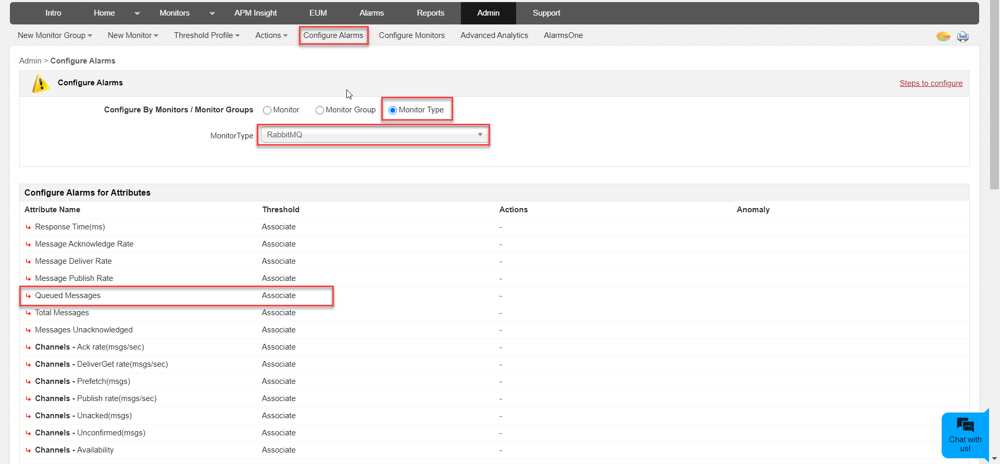 Intro Home Monitors APM Insight EUM Alarms Reports Admin Support
New Monitor Group New Monitor Threshold Profile Actions Configure Alarms Configure Monitors Advanced Analytics AlarmsOne
Admin > Configure Alarms
Configure Alarms Steps to configure
Configure By Monitors / Monitor Groups Monitor Monitor Group Monitor Type
MonitorType RabbitMQ
Configure Alarms for Attributes
Attribute Name Threshold Actions Anomaly
Response Time(ms) Associate -
Message Acknowledge Rate Associate -
Message Deliver Rate Associate -
Message Publish Rate Associate -
Queued Messages Associate -
Total Messages Associate -
Messages Unacknowledged Associate -
Channels - Ack rate(msgs/sec) Associate -
Channels - DeliverGet rate(msgs/sec) Associate -
Channels - Prefetch(msgs) Associate -
Channels - Publish rate(msgs/sec) Associate -
Channels - Unacked(msgs) Associate -
Channels - Unconfirmed(msgs) Associate -
Channels - Availability Associate -
Chat with
us!